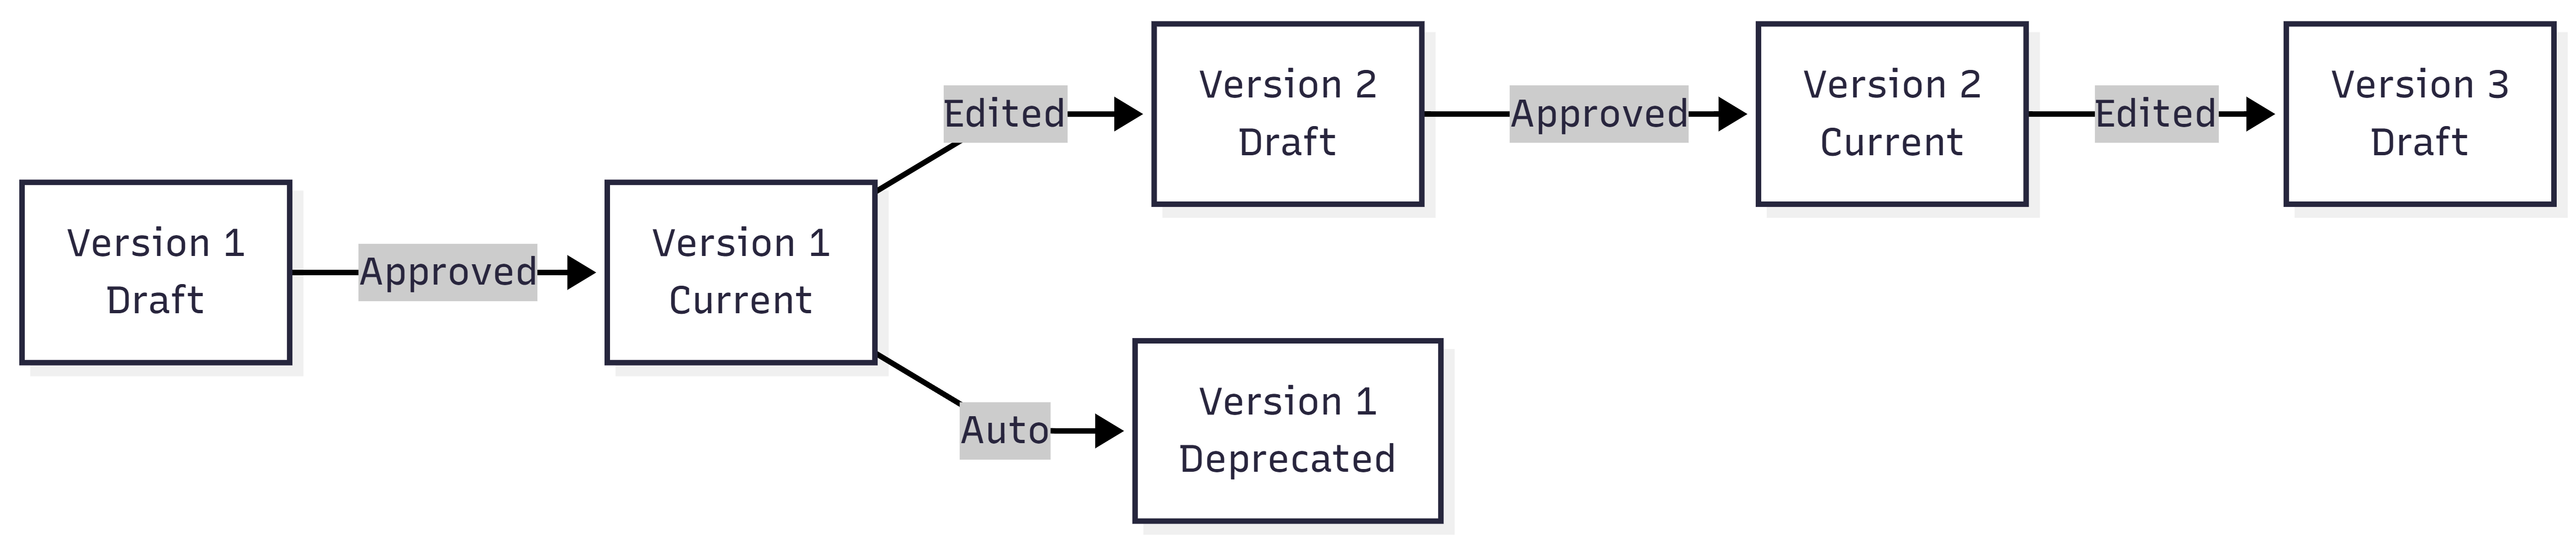 Version 1
Draft
Approved
Version 1
Current
Edited
Version 2
Draft
Approved
Version 2
Current
Edited
Version 3
Draft
Auto
Version 1
Deprecated